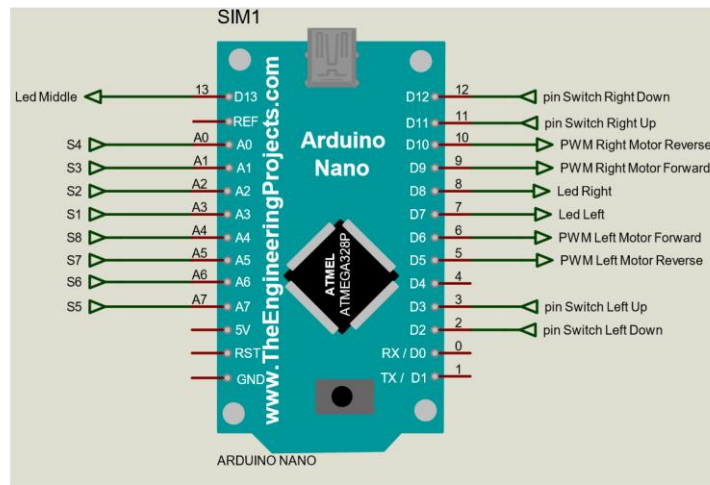 SIM1
Led Middle 13 D13
REF
S4 A0 A0
S3 A1 A1
S2 A2 A2
S1 A3 A3
S8 A4 A4
S7 A5 A5
S6 A6 A6
S5 A7 A7
5V
RST
GND
www.TheEngineeringProjects.com
Arduino
Nano
ATMEL
ATMEGA328P
D12 12 pin Switch Right Down
D11 11 pin Switch Right Up
D10 10 PWM Right Motor Reverse
D9 9 PWM Right Motor Forward
D8 8 Led Right
D7 7 Led Left
D6 6 PWM Left Motor Forward
D5 5 PWM Left Motor Reverse
D4 4
D3 3 pin Switch Left Up
D2 2 pin Switch Left Down
RX / D0 0
TX / D1 1
ARDUINO NANO